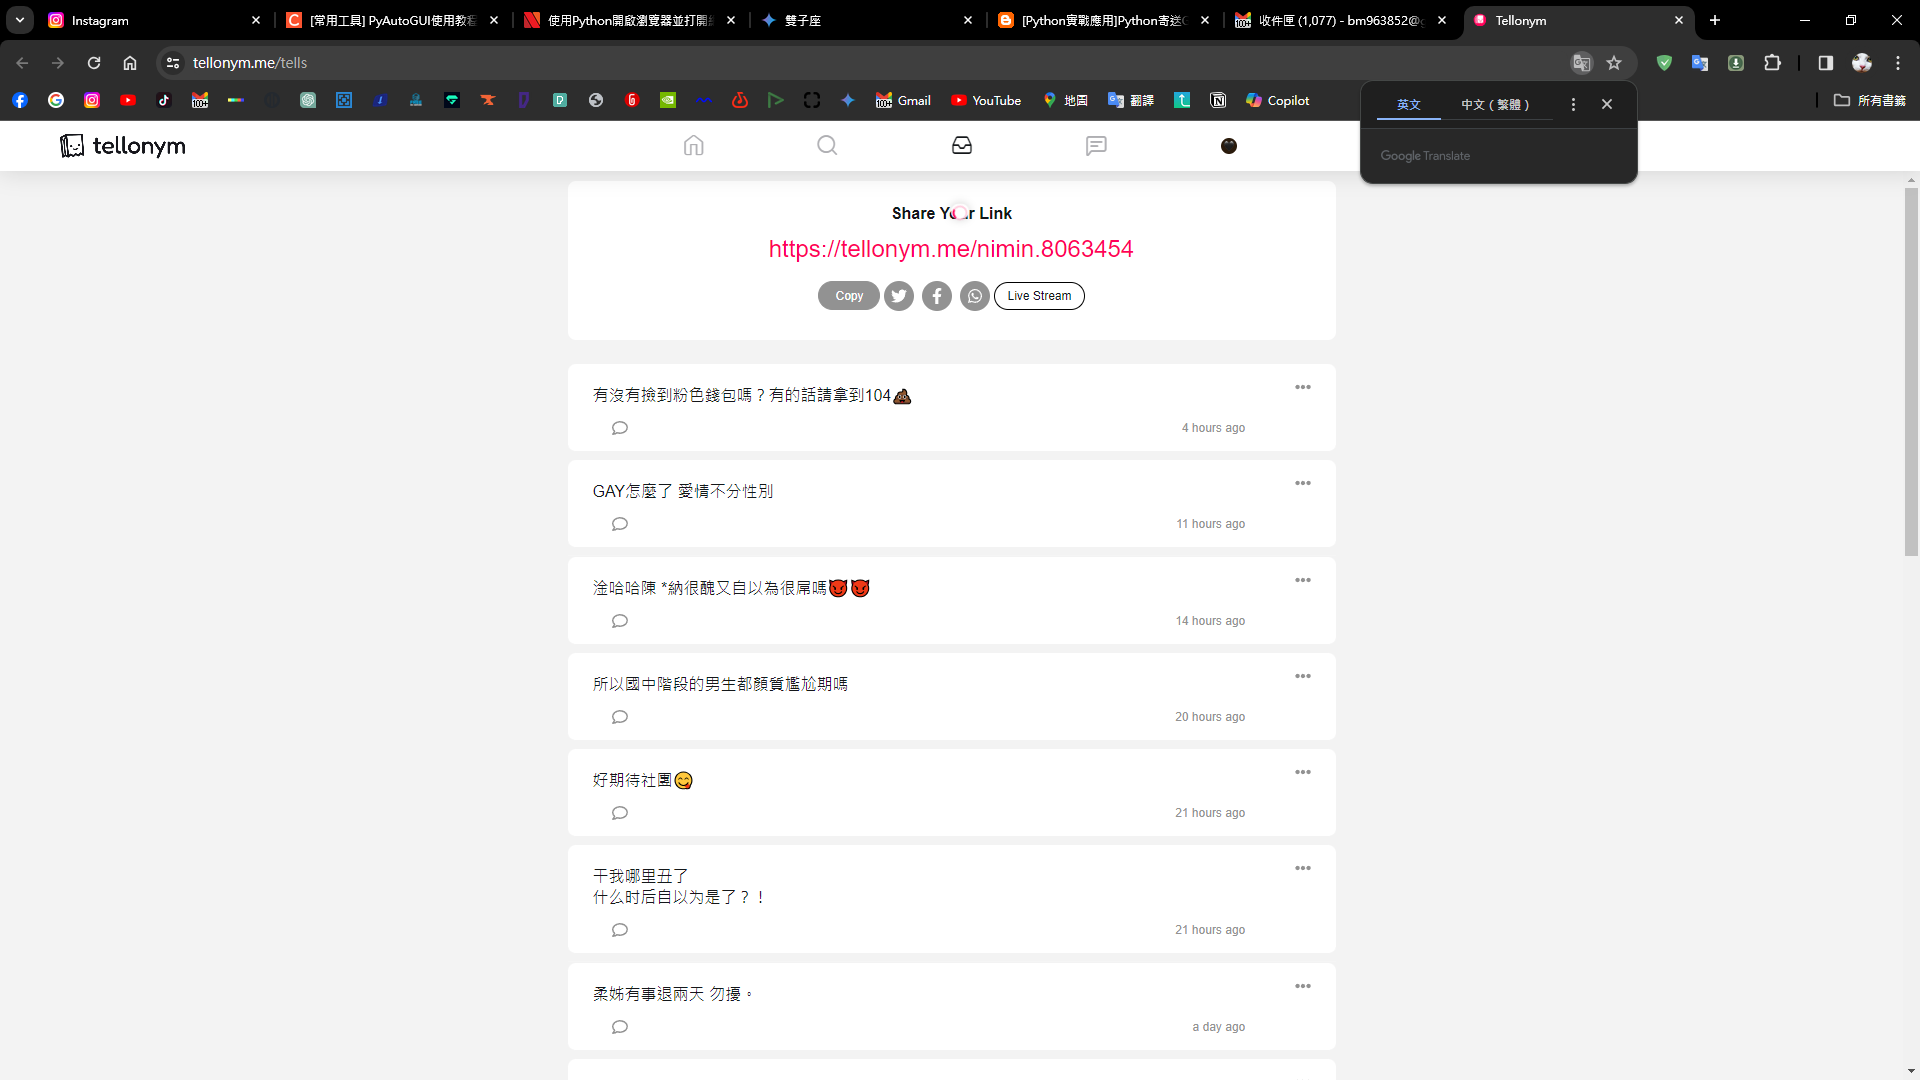 Instagram
[常用工具] PyAutoGUI使用教程
使用Python開啟瀏覽器並打開
雙子座
[Python實戰應用]Python寄送
收件匣 (1,077) - bm963852@
Tellonym
tellonym.me/tells
Gmail
YouTube
地圖
翻譯
Copilot
所有書籤
英文
中文 ( 繁體 )
Google Translate
tellonym
Share Your Link
https://tellonym.me/nimin.8063454
Copy
Live Stream
有沒有撿到粉色錢包嗎？有的話請拿到104💩
4 hours ago
GAY怎麼了 愛情不分性別
11 hours ago
淦哈哈陳 *納很醜又自以為很屌嗎😈😈
14 hours ago
所以國中階段的男生都顏質尷尬期嗎
20 hours ago
好期待社團😋
21 hours ago
干我哪里丑了
什么时后自以为是了？！
21 hours ago
柔姊有事退兩天 勿擾。
a day ago